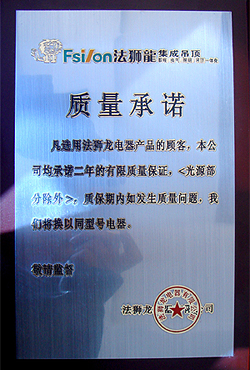 Fsilon法狮龍 集成吊顶
质量承诺
凡选用法狮龙电器产品的顾客，本公
司均承诺二年的有限质量保证，<光源部
分除外>，质保期内如发生质量问题，我
们将换以同型号电器。
敬请监督
法狮龙 司